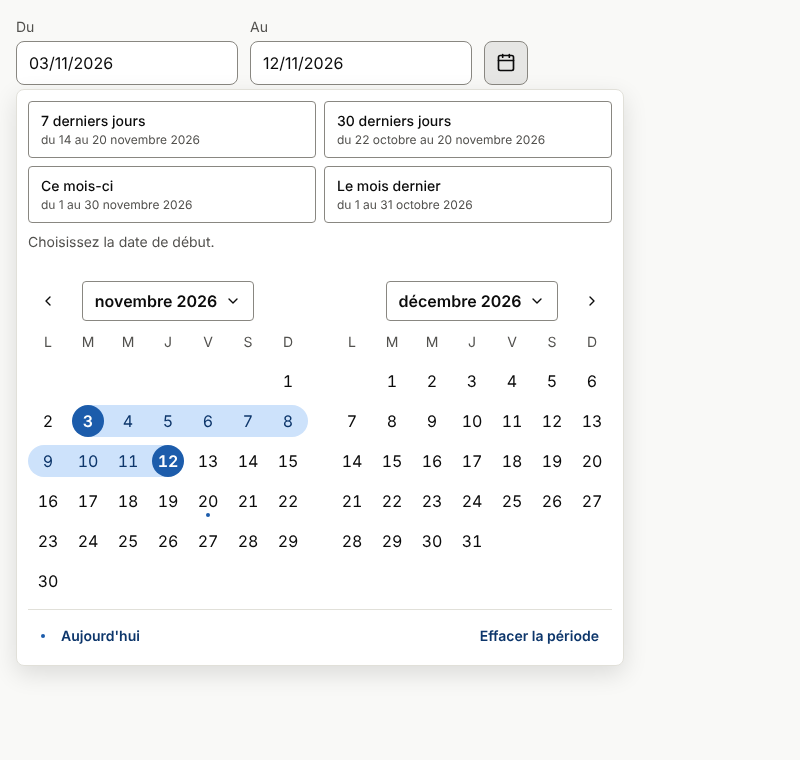 Du
Au
03/11/2026
12/11/2026
7 derniers jours
du 14 au 20 novembre 2026
30 derniers jours
du 22 octobre au 20 novembre 2026
Ce mois-ci
du 1 au 30 novembre 2026
Le mois dernier
du 1 au 31 octobre 2026
Choisissez la date de début.
novembre 2026
L M M J V S D
1
2 3 4 5 6 7 8
9 10 11 12 13 14 15
16 17 18 19 20 21 22
23 24 25 26 27 28 29
30
décembre 2026
L M M J V S D
1 2 3 4 5 6
7 8 9 10 11 12 13
14 15 16 17 18 19 20
21 22 23 24 25 26 27
28 29 30 31
Aujourd'hui
Effacer la période